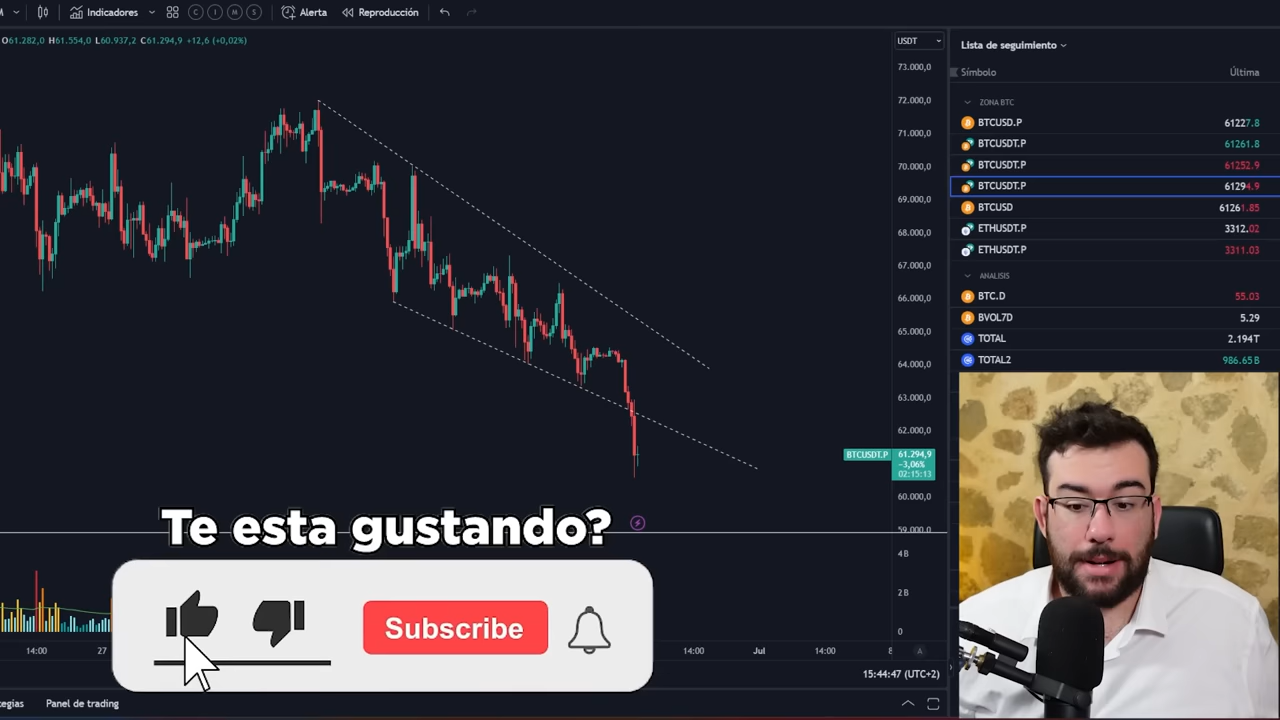 M Indicadores C I M S Alerta Reproducción
O61.282,0 H61.554,0 L60.937,2 C61.294,9 +12,6 (+0,02%)
USDT
73.000,0
72.000,0
71.000,0
70.000,0
69.000,0
68.000,0
67.000,0
66.000,0
65.000,0
64.000,0
63.000,0
62.000,0
BTCUSDT.P 61.294,9
−3,06%
02:15:13
60.000,0
59.000,0
4B
2B
0
Lista de seguimiento
Símbolo Última
ZONA BTC
BTCUSD.P 61227.8
BTCUSDT.P 61261.8
BTCUSDT.P 61252.9
BTCUSDT.P 61294.9
BTCUSD 61261.85
ETHUSDT.P 3312.02
ETHUSDT.P 3311.03
ANALISIS
BTC.D 55.03
BVOL7D 5.29
TOTAL 2.194T
TOTAL2 986.65B
Te esta gustando?
Subscribe
14:00 27 14:00 Jul 14:00 8 A
15:44:47 (UTC+2)
tegias Panel de trading